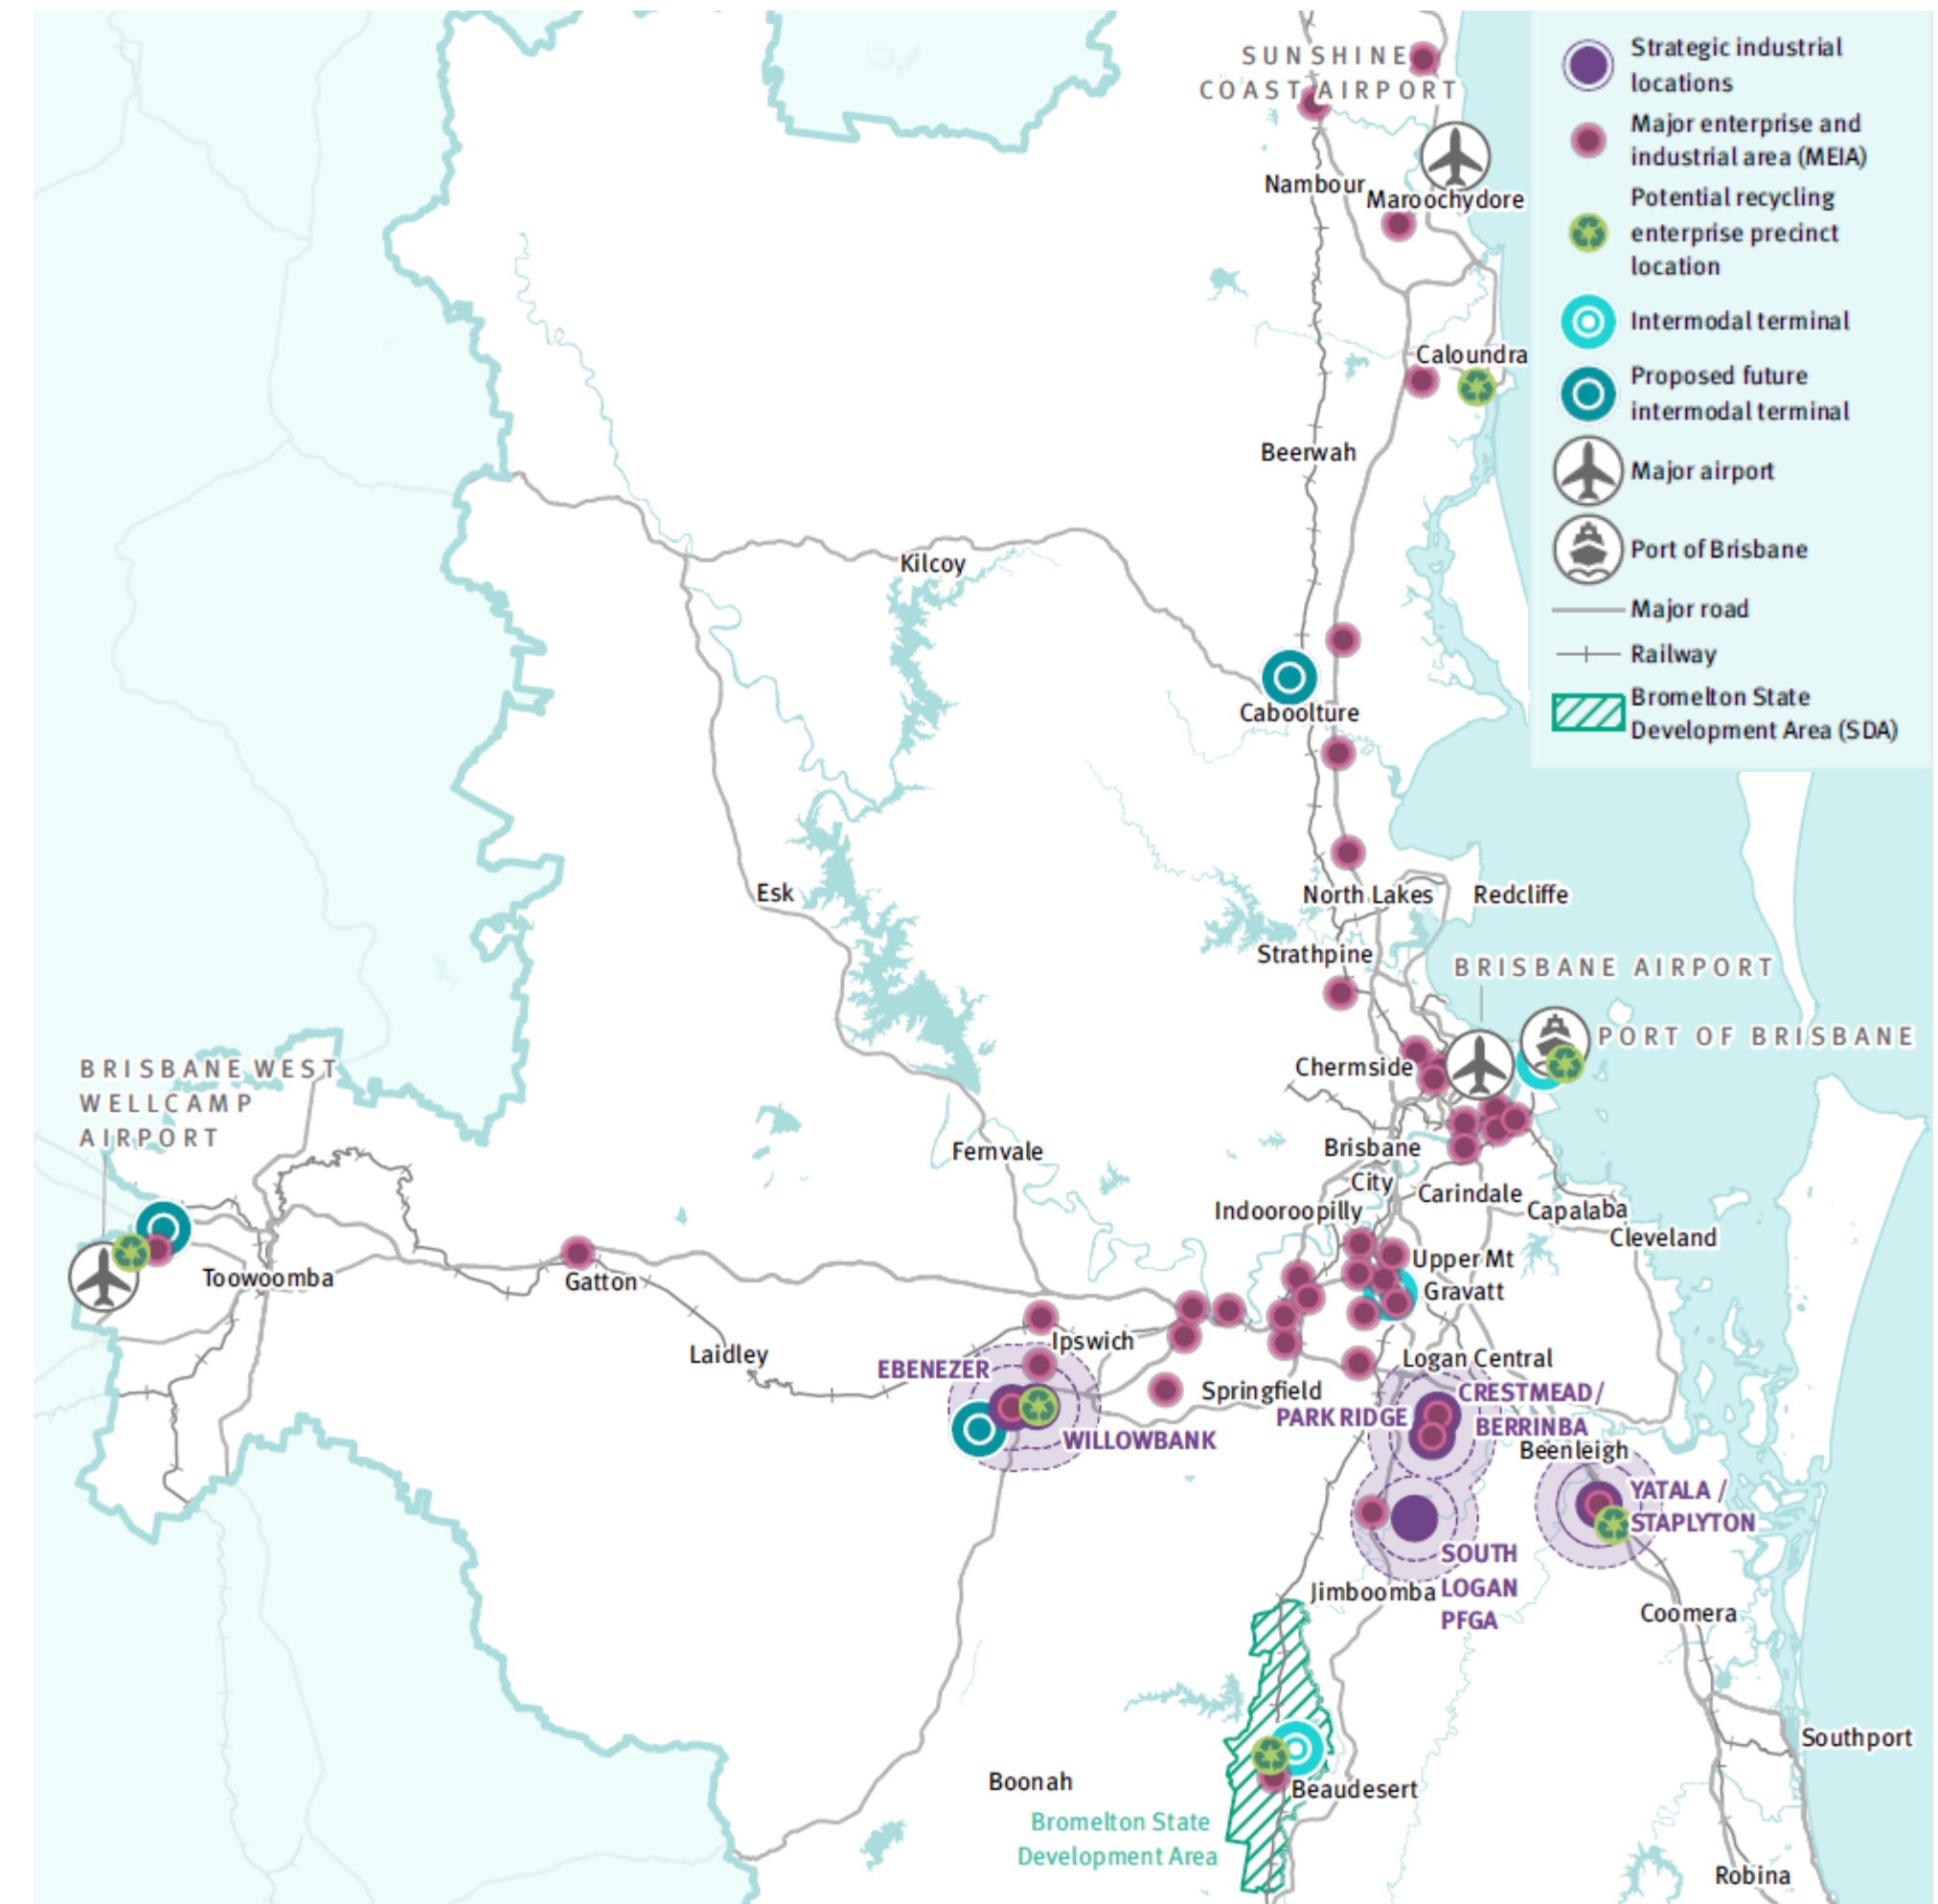 SUNSHINE
COAST AIRPORT
Nambour
Maroochydore
Caloundra
Beerwah
Kilcoy
Caboolture
Esk
North Lakes
Redcliffe
Strathpine
BRISBANE AIRPORT
PORT OF BRISBANE
BRISBANE WEST
WELLCAMP
AIRPORT
Chermside
Fernvale
Brisbane
City
Carindale
Indooroopilly
Capalaba
Cleveland
Upper Mt
Gravatt
Toowoomba
Gatton
Laidley
Ipswich
EBENEZER
WILLOWBANK
Springfield
Logan Central
PARK RIDGE
CRESTMEAD/
BERRINBA
Beenleigh
YATALA /
STAPLYTON
SOUTH
LOGAN
PFGA
Jimboomba
Coomera
Southport
Boonah
Beaudesert
Bromelton State
Development Area
Robina
Strategic industrial
locations
Major enterprise and
industrial area (MEIA)
Potential recycling
enterprise precinct
location
Intermodal terminal
Proposed future
intermodal terminal
Major airport
Port of Brisbane
Major road
Railway
Bromelton State
Development Area (SDA)